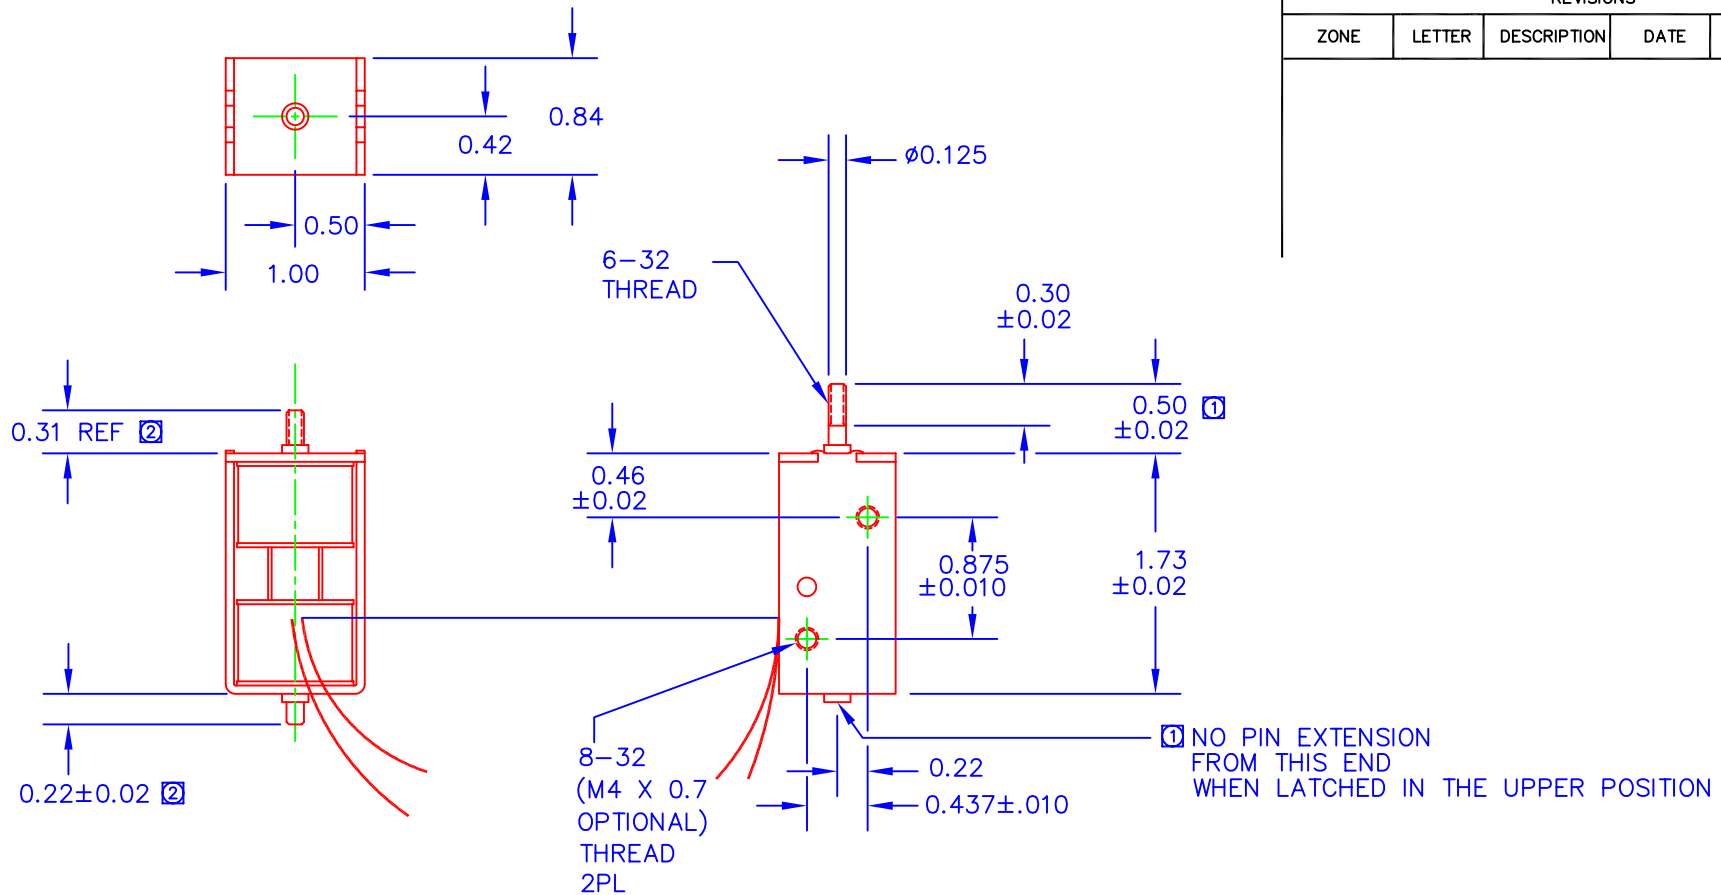 REVISIONS
ZONE LETTER DESCRIPTION DATE
0.84
0.42
0.50
1.00
ø0.125
6-32
THREAD
0.30
±0.02
0.50 1
±0.02
0.31 REF 2
0.46
±0.02
0.875
±0.010
1.73
±0.02
0.22±0.02 2
8-32
(M4 X 0.7
OPTIONAL)
THREAD
2PL
0.22
0.437±.010
1 NO PIN EXTENSION
FROM THIS END
WHEN LATCHED IN THE UPPER POSITION